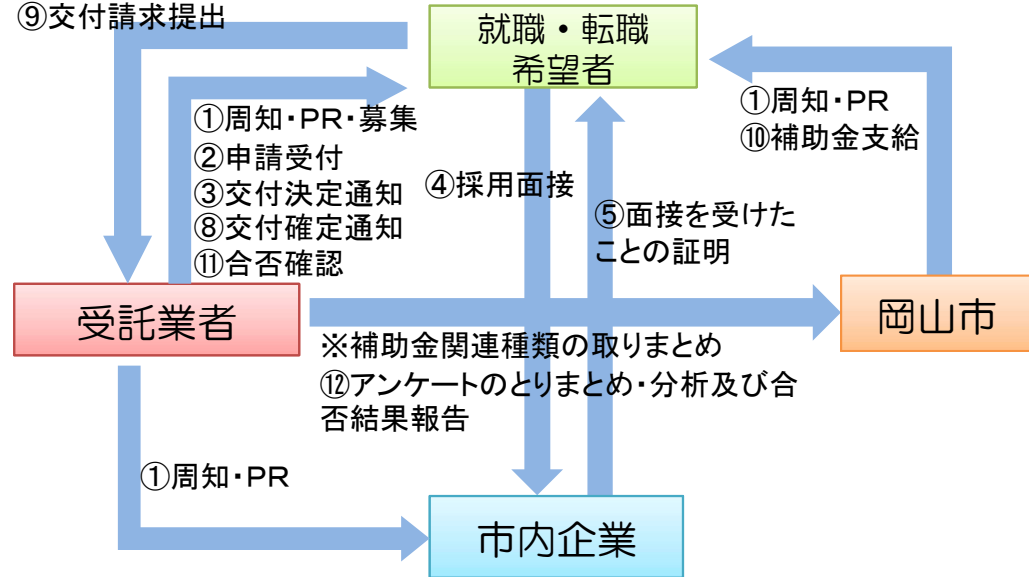 ⑨交付請求提出
就職・転職
希望者
①周知・PR・募集
②申請受付
③交付決定通知
⑧交付確定通知
⑪合否確認
④採用面接
⑤面接を受けた
ことの証明
①周知・PR
⑩補助金支給
受託業者
岡山市
※補助金関連種類の取りまとめ
⑫アンケートのとりまとめ・分析及び合
否結果報告
①周知・PR
市内企業